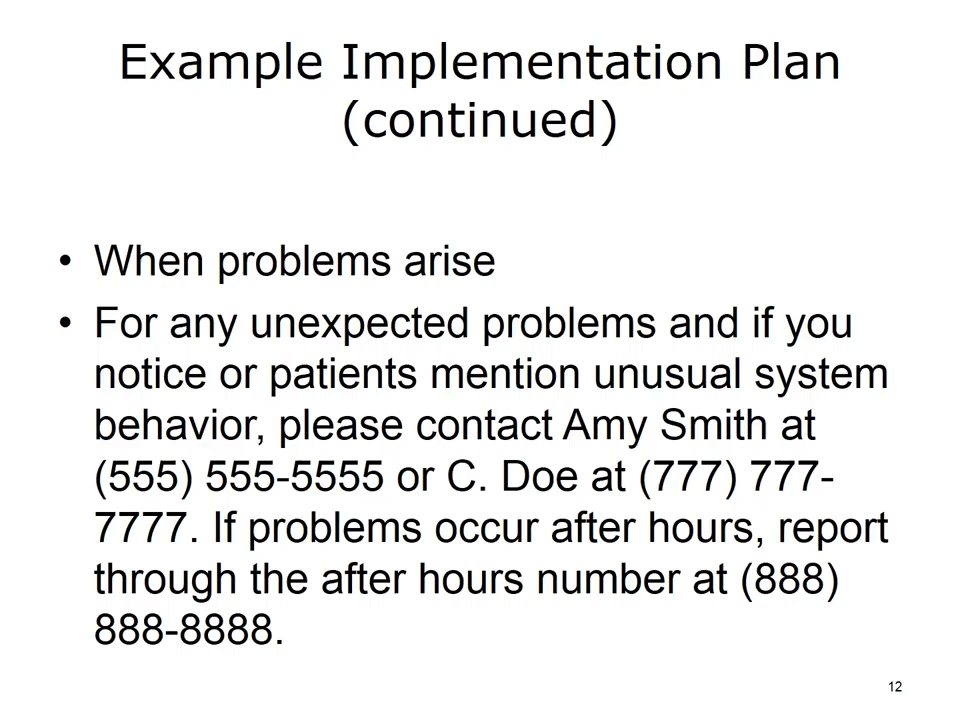 Example Implementation Plan
(continued)
• When problems arise
• For any unexpected problems and if you
notice or patients mention unusual system
behavior, please contact Amy Smith at
(555) 555-5555 or C. Doe at (777) 777-
7777. If problems occur after hours, report
through the after hours number at (888)
888-8888.
12